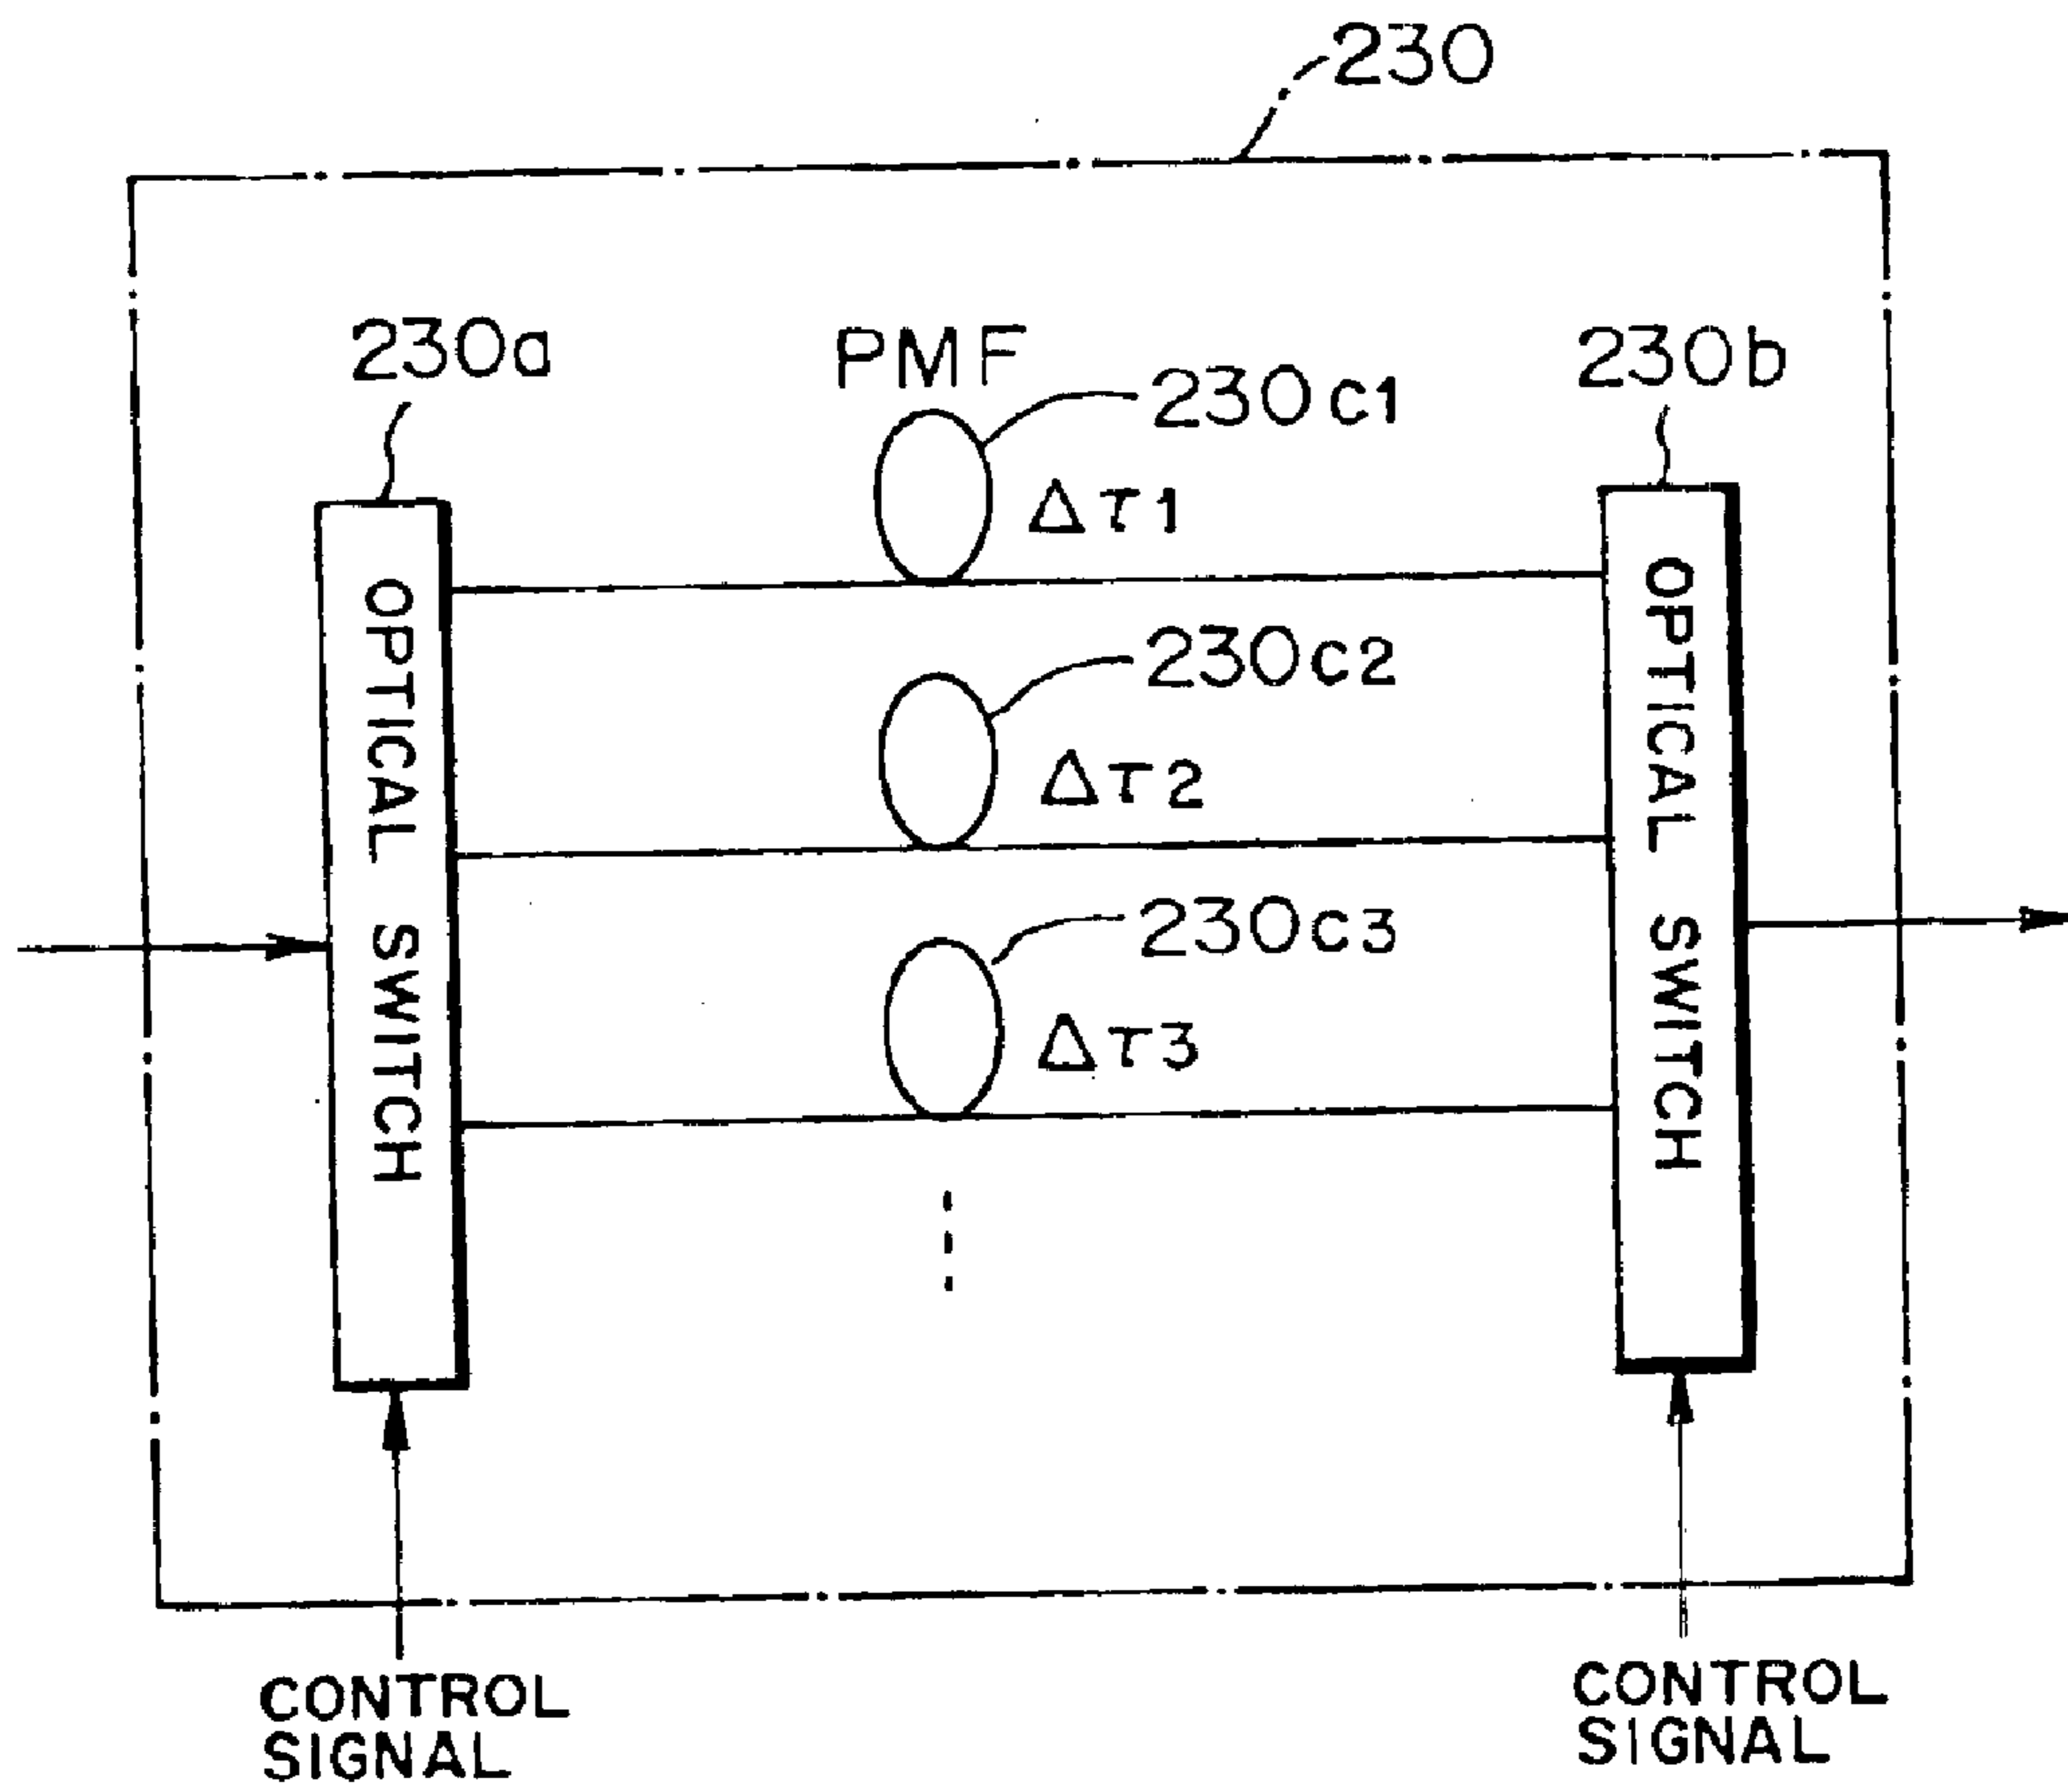 230
230a
PMF
230b
230c1
Δτ1
230c2
Δτ2
230c3
Δτ3
OPTICAL SWITCH
OPTICAL SWITCH
CONTROL
SIGNAL
CONTROL
SIGNAL